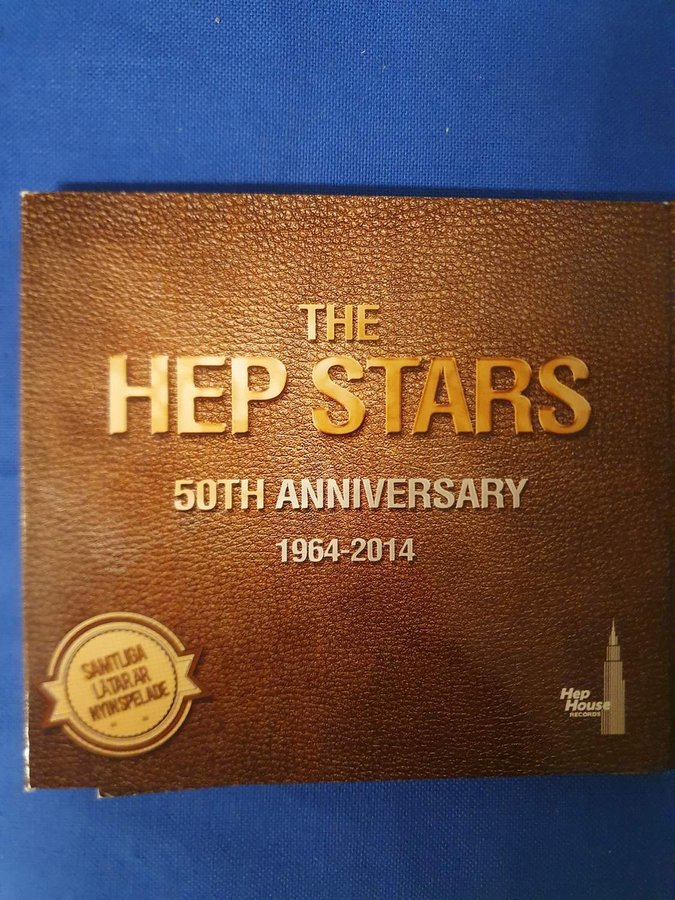 THE
HEP STARS
50TH ANNIVERSARY
1964-2014
SAMTLIGA
LÅTAR ÄR
NYINSPELADE
Hep
House
RECORDS